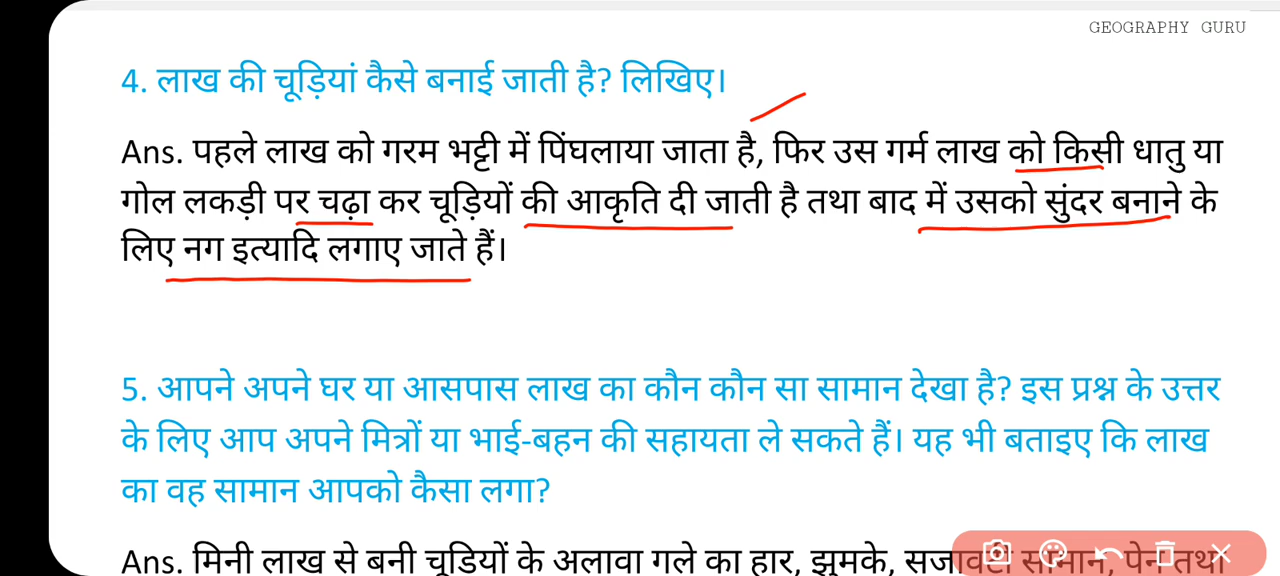 GEOGRAPHY GURU
4. लाख की चूड़ियां कैसे बनाई जाती है? लिखिए।
Ans. पहले लाख को गरम भट्टी में पिंघलाया जाता है, फिर उस गर्म लाख को किसी धातु या
गोल लकड़ी पर चढ़ा कर चूड़ियों की आकृति दी जाती है तथा बाद में उसको सुंदर बनाने के
लिए नग इत्यादि लगाए जाते हैं।
5. आपने अपने घर या आसपास लाख का कौन कौन सा सामान देखा है? इस प्रश्न के उत्तर
के लिए आप अपने मित्रों या भाई-बहन की सहायता ले सकते हैं। यह भी बताइए कि लाख
का वह सामान आपको कैसा लगा?
Ans. मिनी लाख से बनी चूड़ियों के अलावा गले का हार, झुमके, सजावटी सामान, पेन तथा